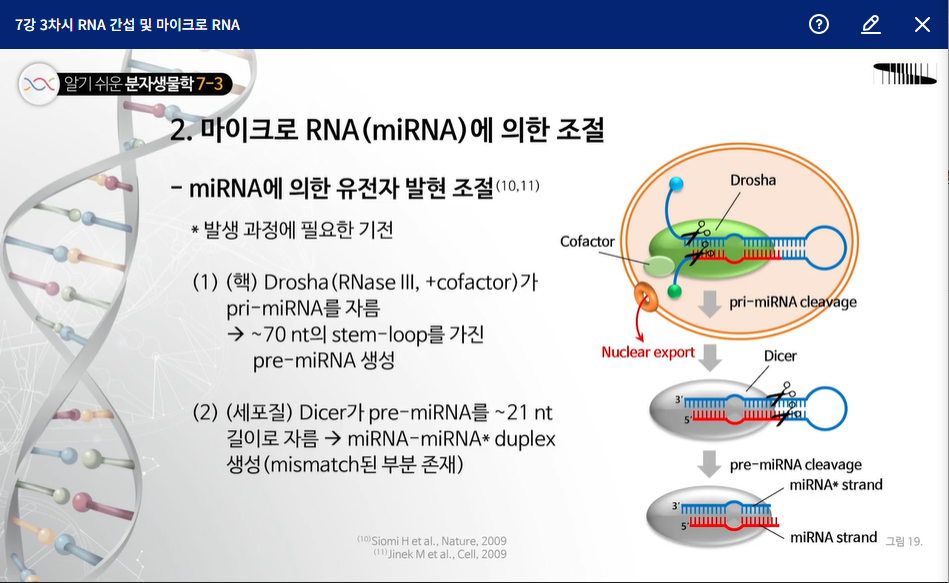 7강 3차시 RNA 간섭 및 마이크로 RNA
알기 쉬운 분자생물학 7-3
2. 마이크로 RNA(miRNA)에 의한 조절
- miRNA에 의한 유전자 발현 조절(10,11)
* 발생 과정에 필요한 기전
(1) (핵) Drosha(RNase III, +cofactor)가
pri-miRNA를 자름
→ ~70 nt의 stem-loop를 가진
pre-miRNA 생성
(2) (세포질) Dicer가 pre-miRNA를 ~21 nt
길이로 자름 → miRNA-miRNA* duplex
생성(mismatch된 부분 존재)
(10)Siomi H et al., Nature, 2009
(11)Jinek M et al., Cell, 2009
Drosha
Cofactor
pri-miRNA cleavage
Nuclear export
Dicer
3'
5'
pre-miRNA cleavage
miRNA* strand
3'
5'
miRNA strand
그림 19.